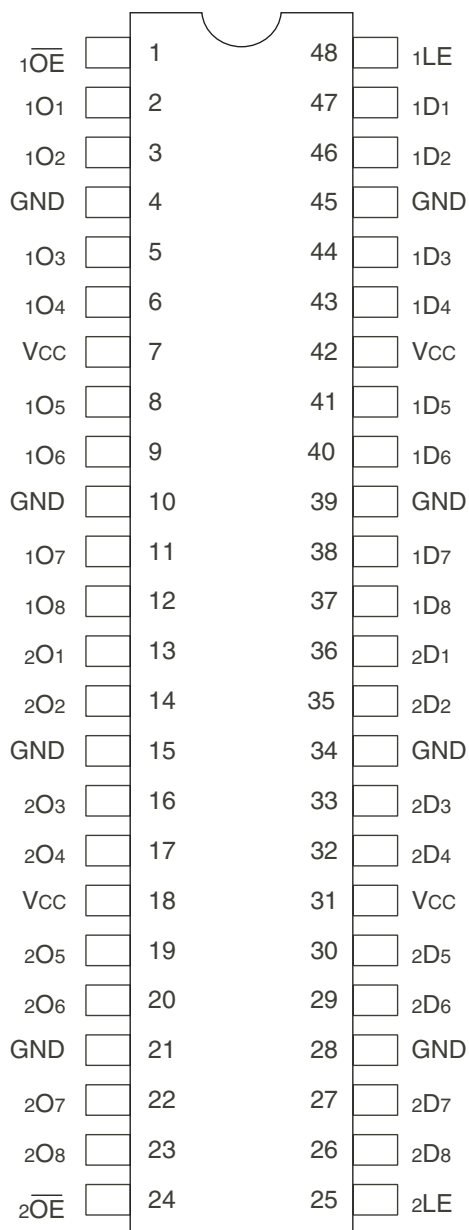 1O̅E̅ 1 48 1LE
1O1 2 47 1D1
1O2 3 46 1D2
GND 4 45 GND
1O3 5 44 1D3
1O4 6 43 1D4
VCC 7 42 VCC
1O5 8 41 1D5
1O6 9 40 1D6
GND 10 39 GND
1O7 11 38 1D7
1O8 12 37 1D8
2O1 13 36 2D1
2O2 14 35 2D2
GND 15 34 GND
2O3 16 33 2D3
2O4 17 32 2D4
VCC 18 31 VCC
2O5 19 30 2D5
2O6 20 29 2D6
GND 21 28 GND
2O7 22 27 2D7
2O8 23 26 2D8
2O̅E̅ 24 25 2LE